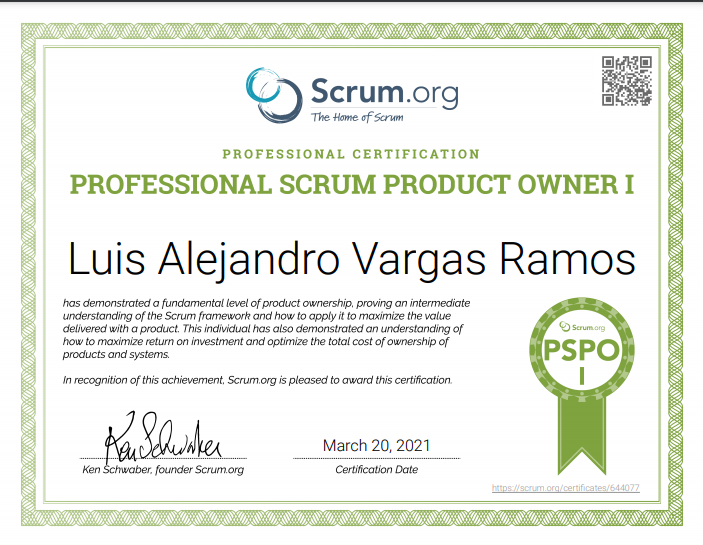 Scrum.org
The Home of Scrum
PROFESSIONAL CERTIFICATION
PROFESSIONAL SCRUM PRODUCT OWNER I
Luis Alejandro Vargas Ramos
has demonstrated a fundamental level of product ownership, proving an intermediate
understanding of the Scrum framework and how to apply it to maximize the value
delivered with a product. This individual has also demonstrated an understanding of
how to maximize return on investment and optimize the total cost of ownership of
products and systems.
In recognition of this achievement, Scrum.org is pleased to award this certification.
Scrum.org
PSPO
I
Ken Schwaber
Ken Schwaber, founder Scrum.org
March 20, 2021
Certification Date
https://scrum.org/certificates/644077